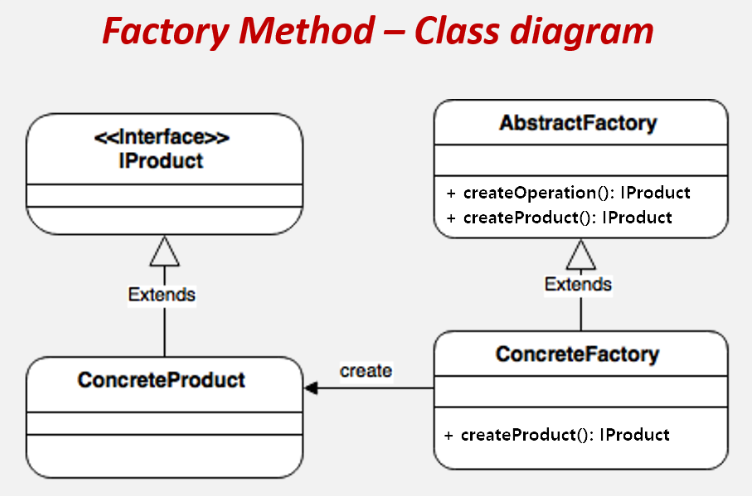 Factory Method – Class diagram
<<Interface>>
IProduct
AbstractFactory
+ createOperation(): IProduct
+ createProduct(): IProduct
Extends
Extends
ConcreteProduct
create
ConcreteFactory
+ createProduct(): IProduct